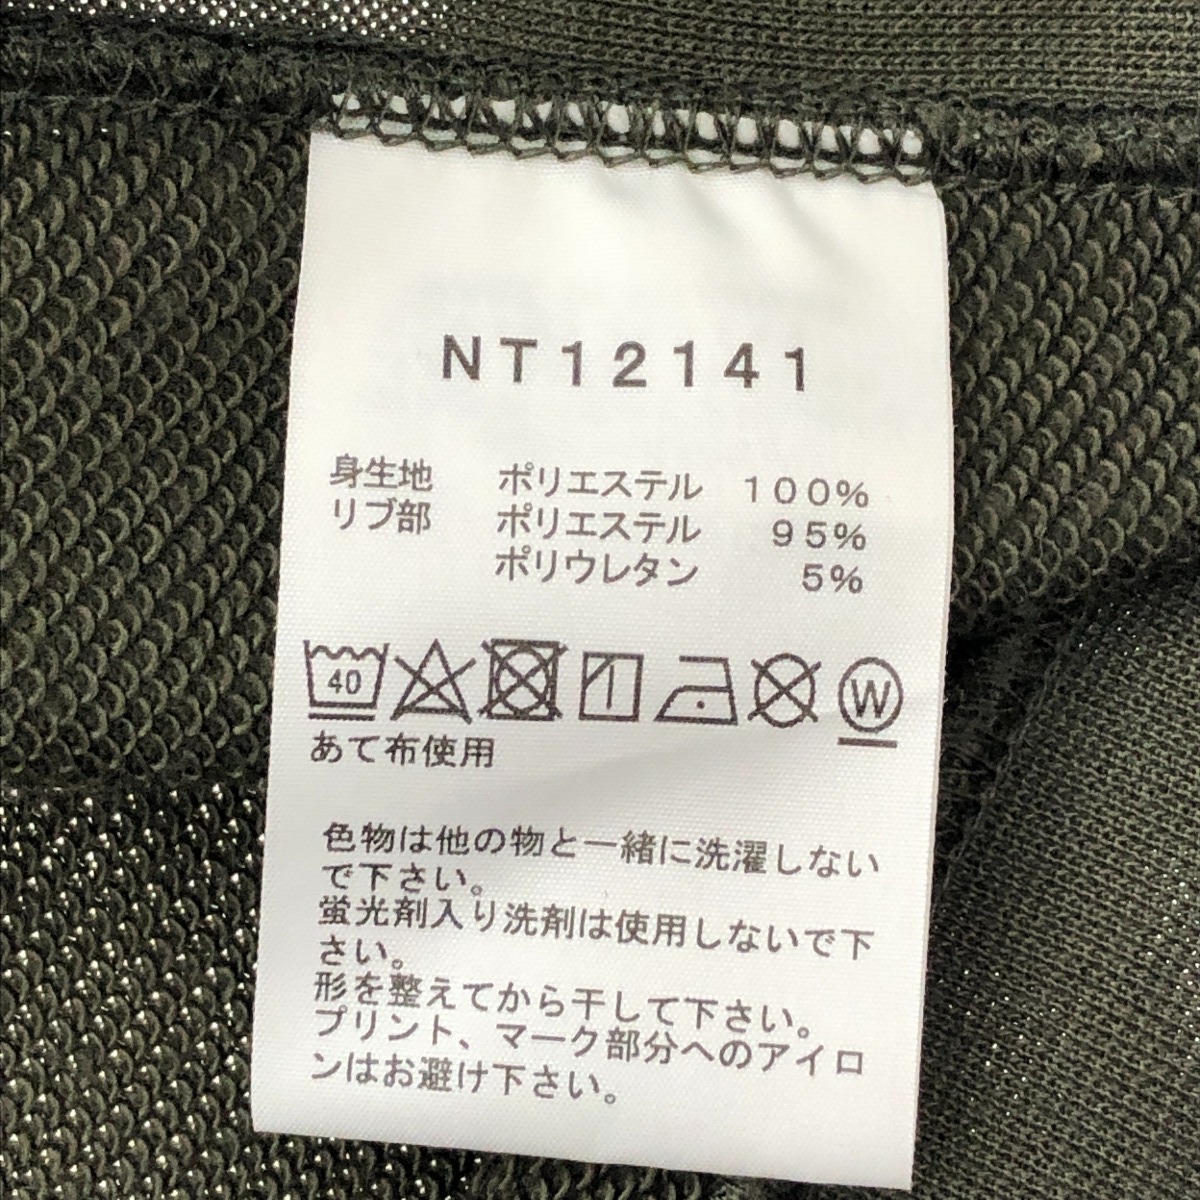 NT12141
身生地 ポリエステル 100%
リブ部 ポリエステル 95%
ポリウレタン 5%
40 W
あて布使用
色物は他の物と一緒に洗濯しない
で下さい。
蛍光剤入り洗剤は使用しないで下
さい。
形を整えてから干して下さい。
プリント、マーク部分へのアイロ
ンはお避け下さい。